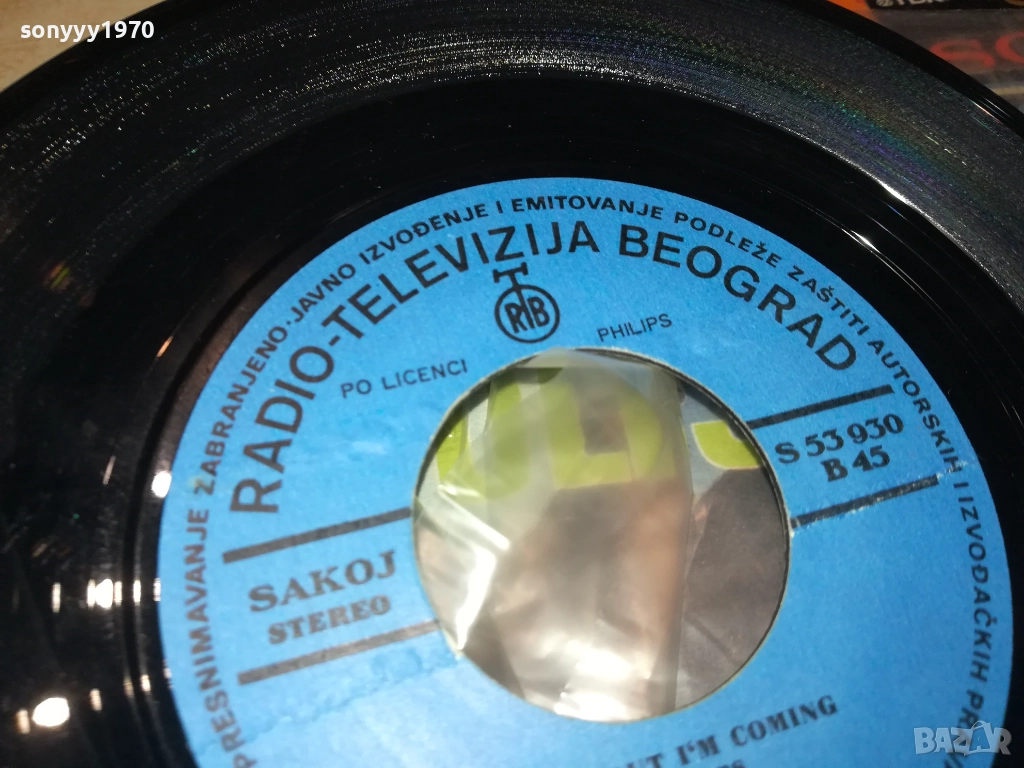 sonyyy1970
PRESNIMAVANJE ZABRANJENO · JAVNO IZVOĐENJE I EMITOVANJE PODLEŽE ZAŠTITI AUTORSKIH I IZVOĐAČKIH
RADIO-TELEVIZIJA BEOGRAD
RTB
PO LICENCI PHILIPS
SAKOJ
STEREO
S 53 930
B 45
I'M COMING
BAZAR